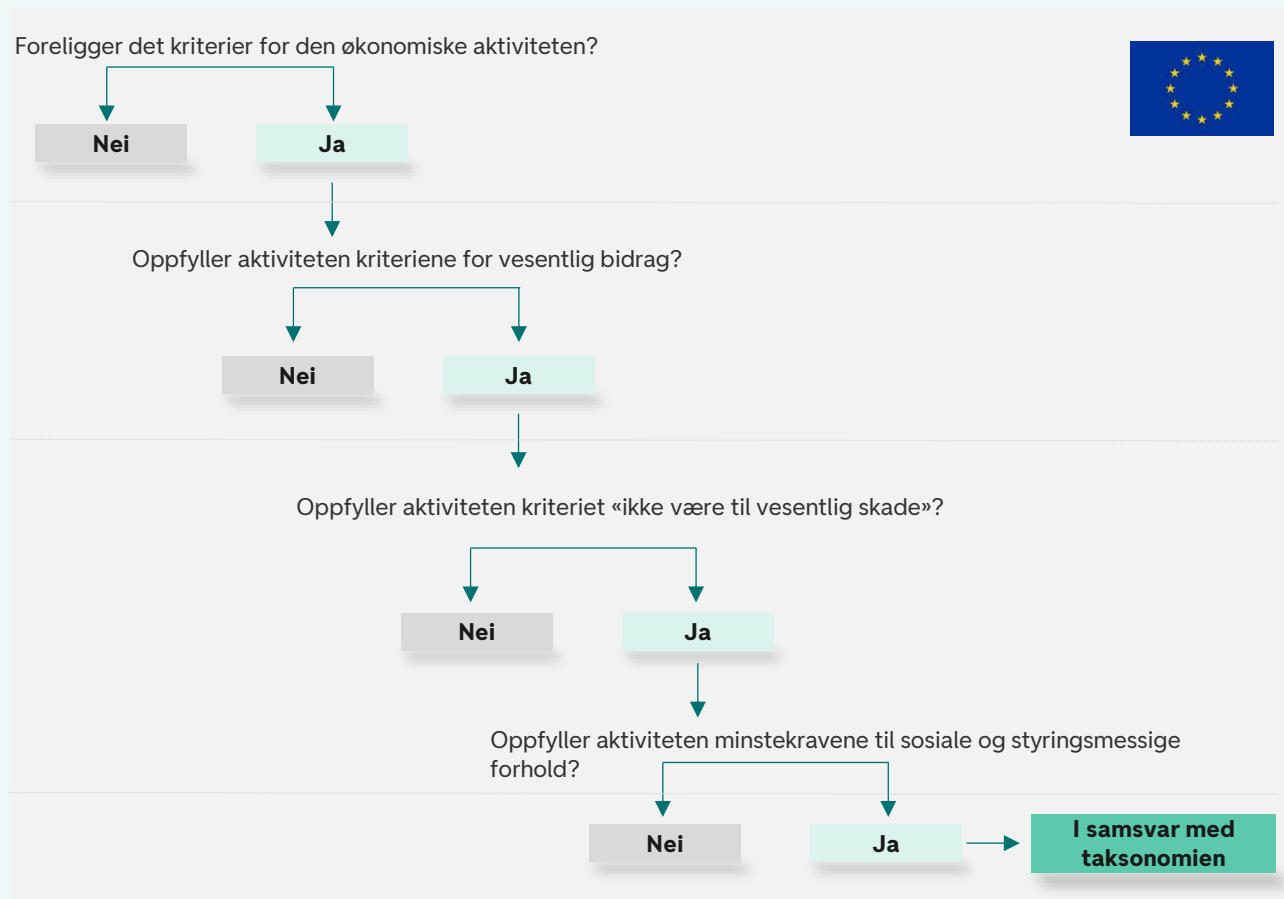 Foreligger det kriterier for den økonomiske aktiviteten?
Nei
Ja
Oppfyller aktiviteten kriteriene for vesentlig bidrag?
Nei
Ja
Oppfyller aktiviteten kriteriet «ikke være til vesentlig skade»?
Nei
Ja
Oppfyller aktiviteten minstekravene til sosiale og styringsmessige
forhold?
Nei
Ja
I samsvar med
taksonomien